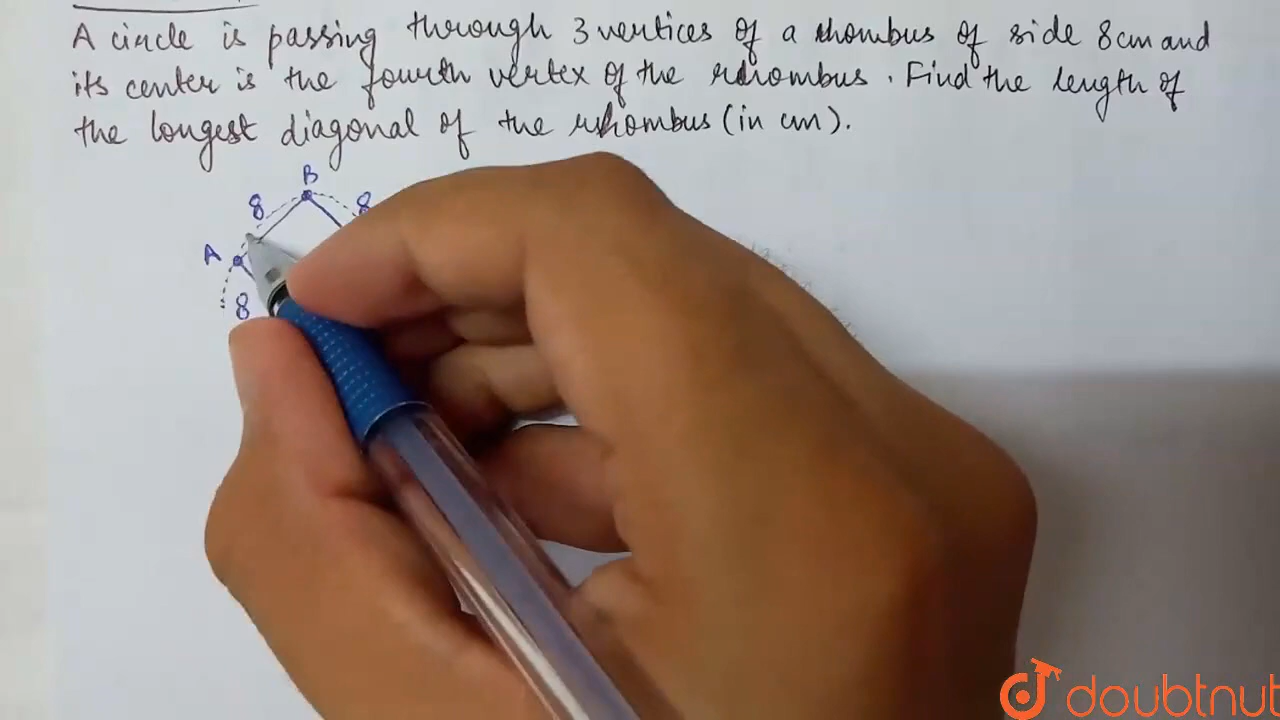 A circle is passing through 3 vertices of a rhombus of side 8cm and
its center is the fourth vertex of the rhombus. Find the length of
the longest diagonal of the rhombus (in cm).
B
8 8
A
8
doubtnut